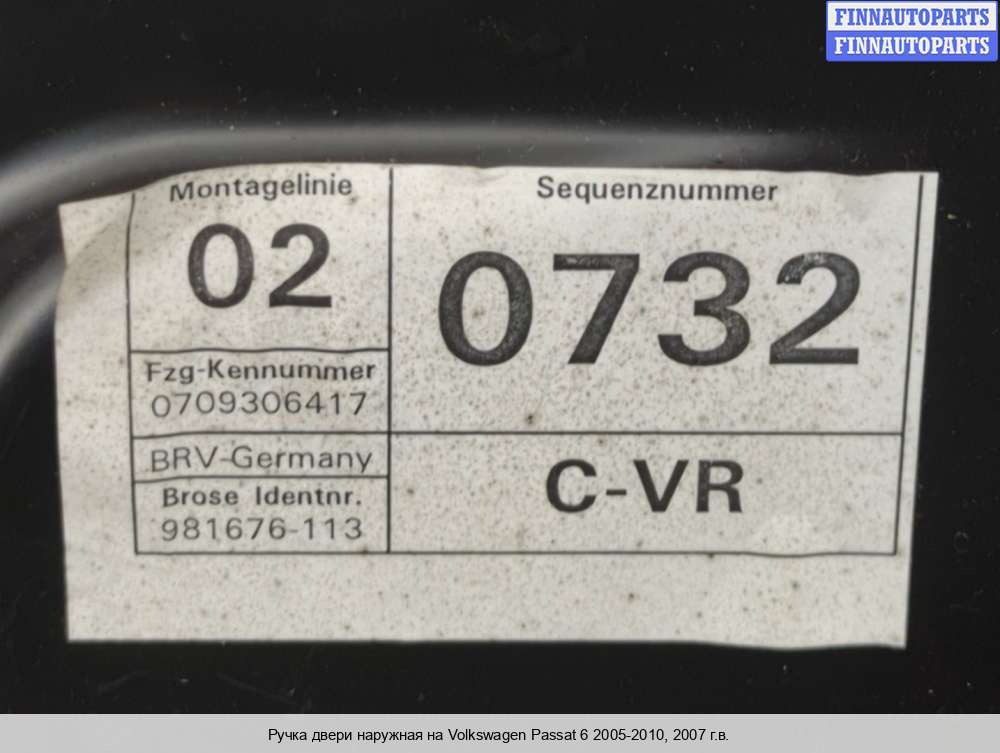 FINNAUTOPARTS
FINNAUTOPARTS
Montagelinie
02
Sequenznummer
0732
Fzg-Kennummer
0709306417
BRV-Germany
Brose Identnr.
981676-113
C-VR
Ручка двери наружная на Volkswagen Passat 6 2005-2010, 2007 г.в.